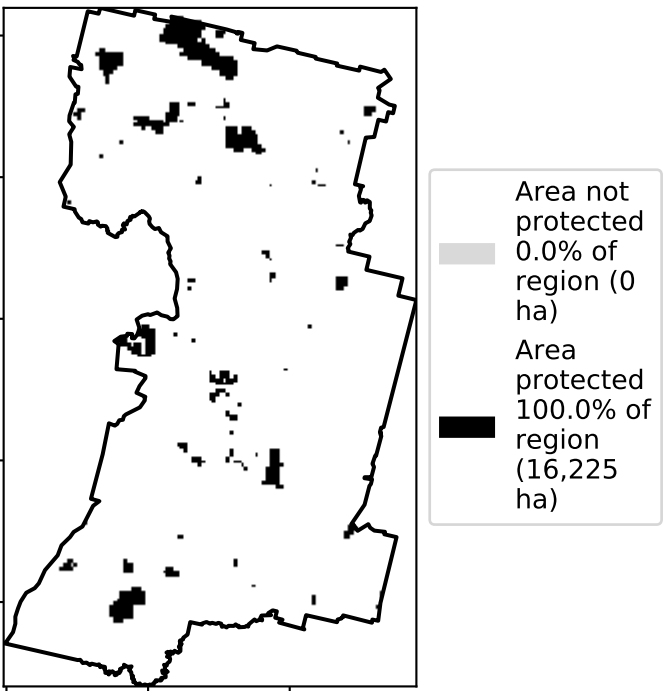 Area not
protected
0.0% of
region (0
ha)
Area
protected
100.0% of
region
(16,225
ha)